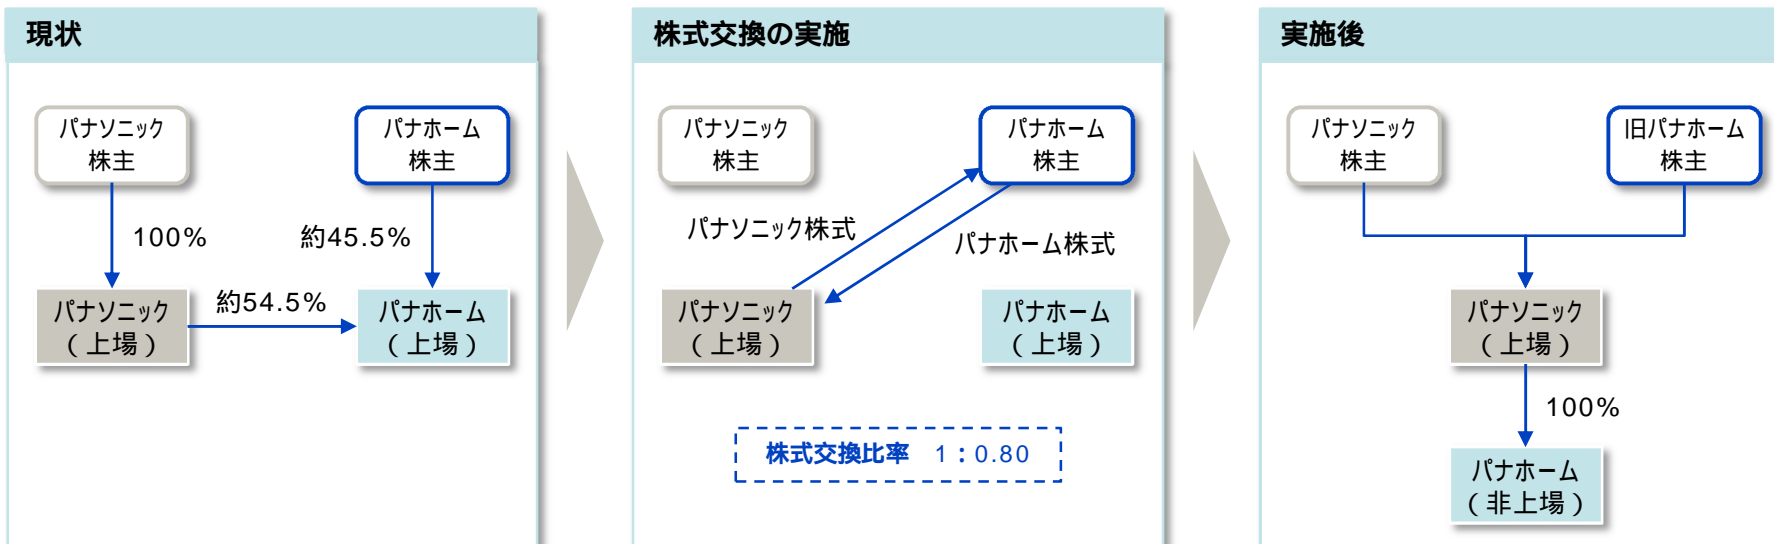 現状
パナソニック
株主
パナホーム
株主
100%
約45.5%
パナソニック
(上場)
約54.5%
パナホーム
(上場)
株式交換の実施
パナソニック
株主
パナホーム
株主
パナソニック株式
パナホーム株式
パナソニック
(上場)
パナホーム
(上場)
株式交換比率 1:0.80
実施後
パナソニック
株主
旧パナホーム
株主
パナソニック
(上場)
100%
パナホーム
(非上場)